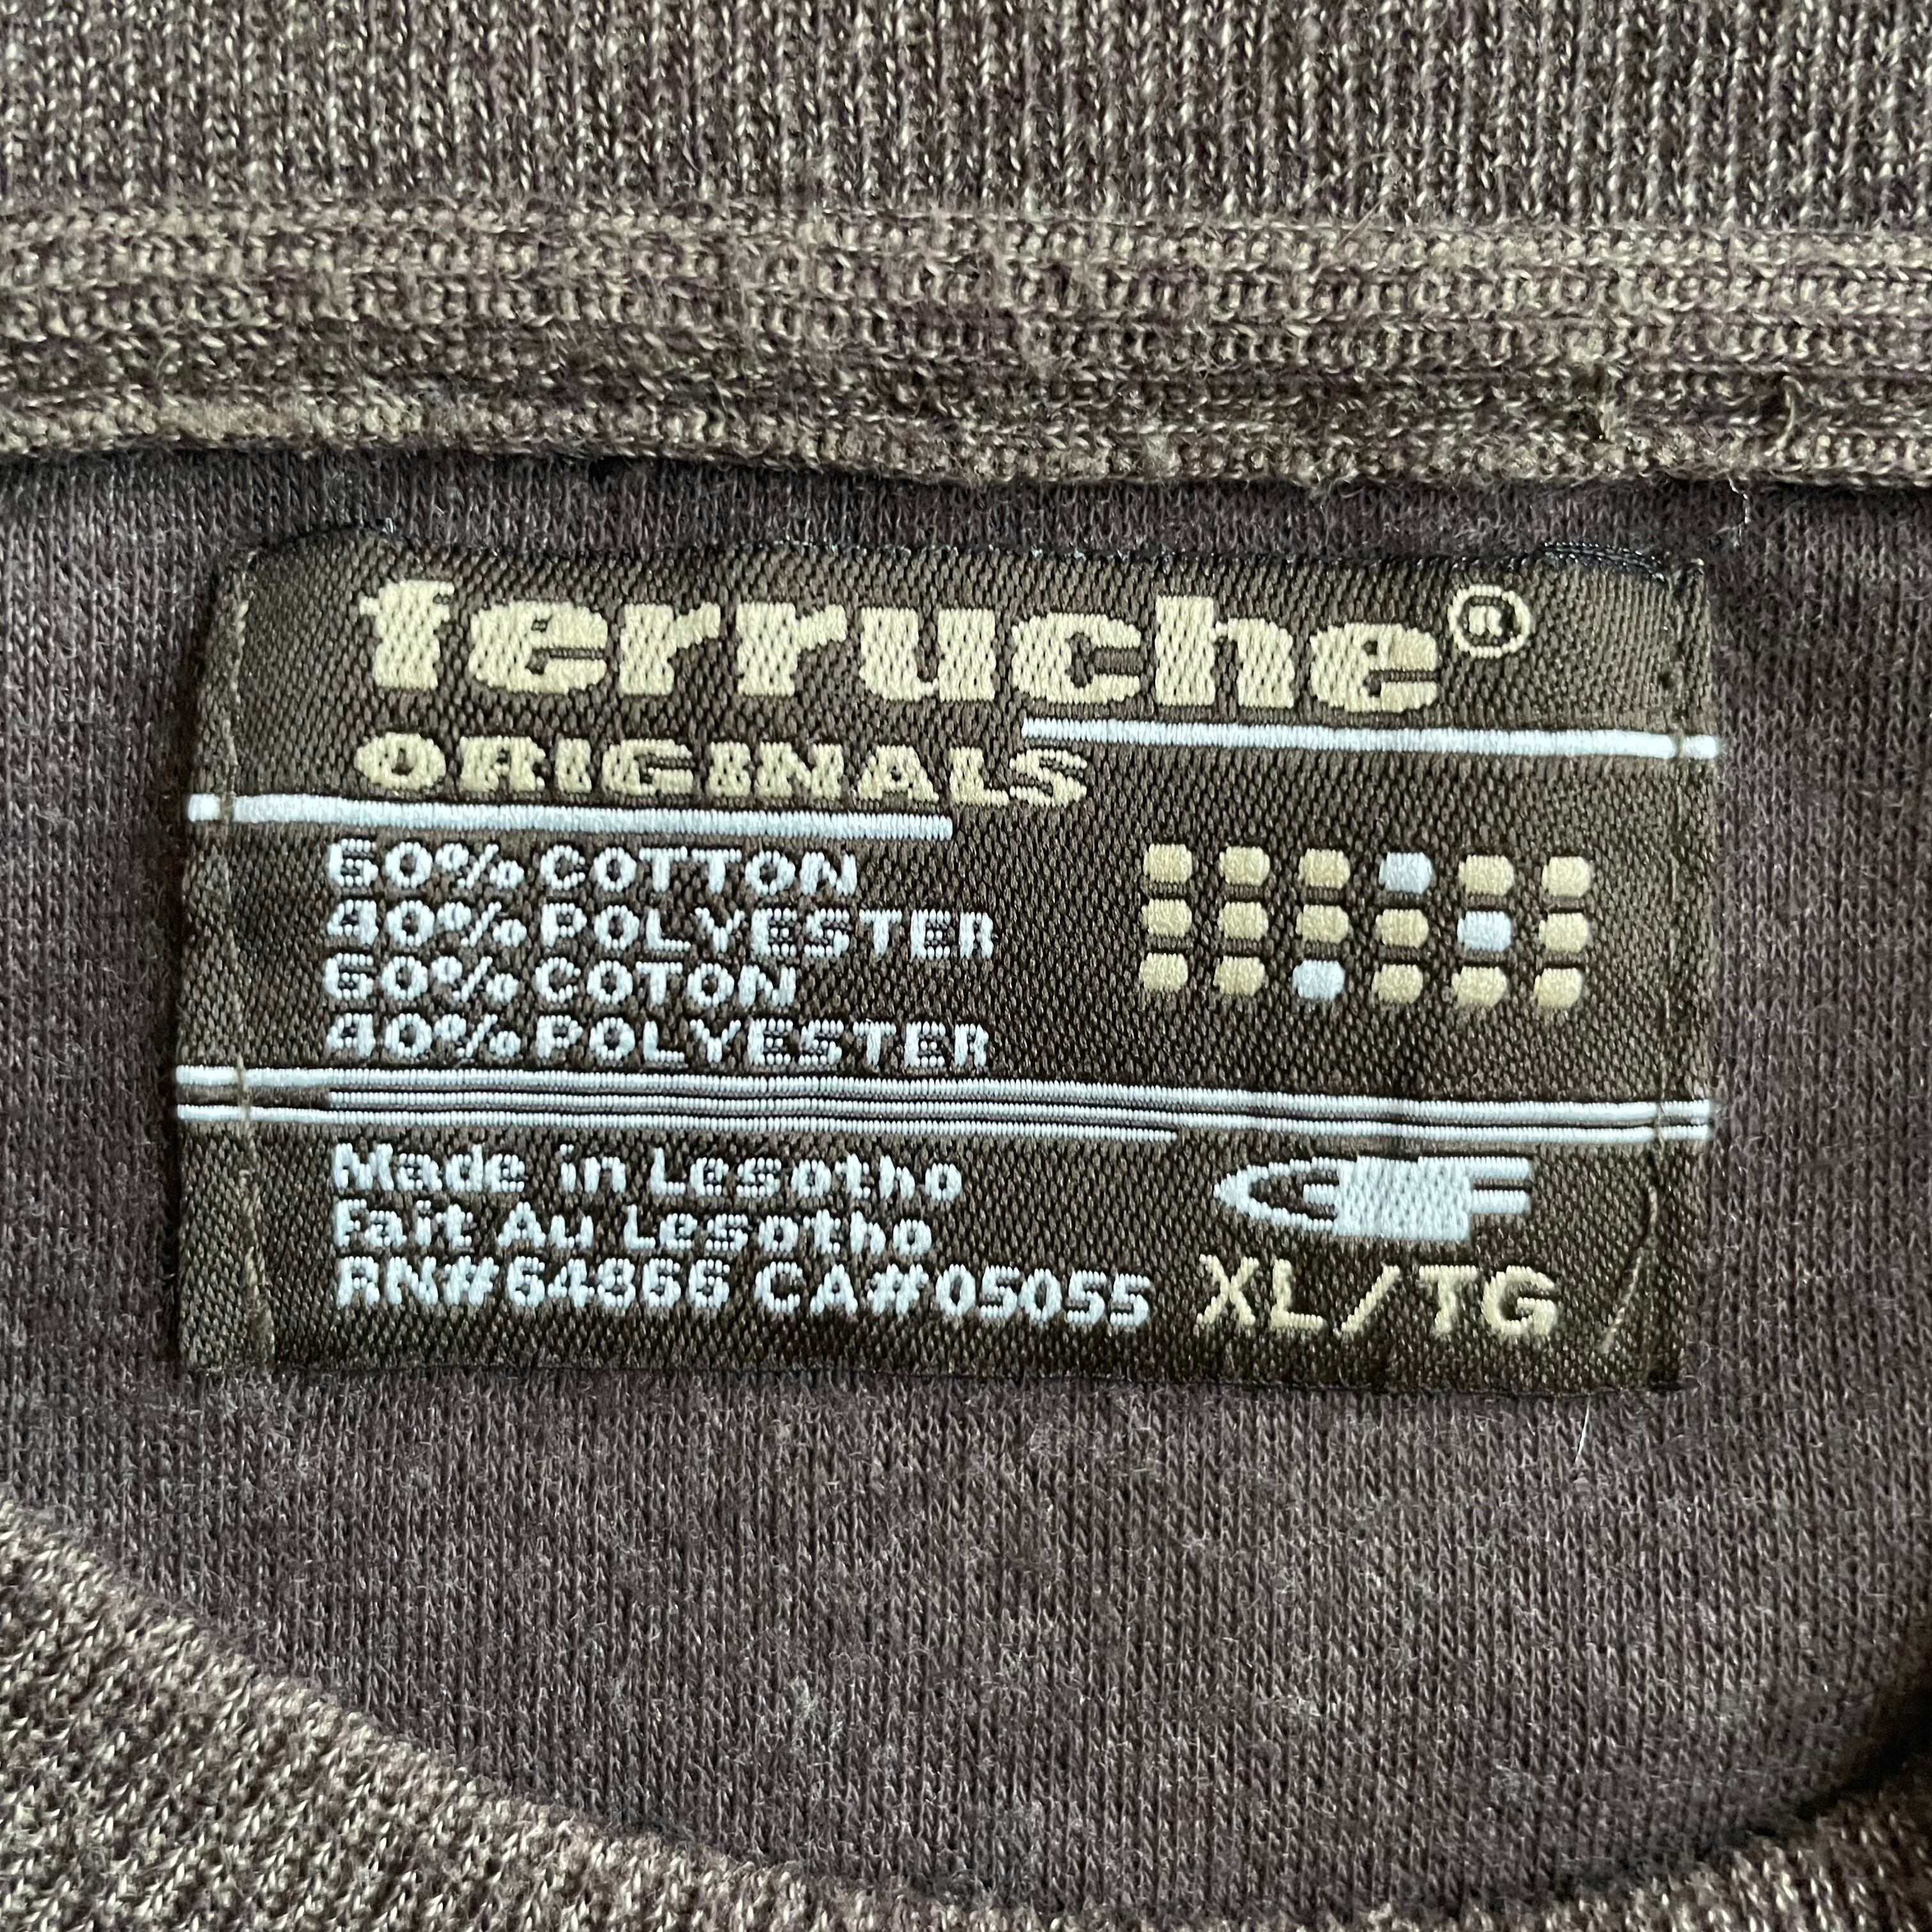 ferruche®
ORIGINALS
60% COTTON
40% POLYESTER
60% COTON
40% POLYESTER
Made in Lesotho
Fait Au Lesotho
RN#64866 CA#05055
XL/TG